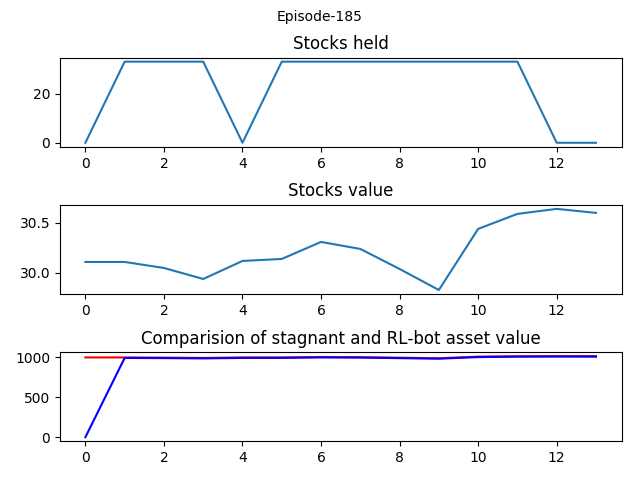 Episode-185
Stocks held
20
0
0 2 4 6 8 10 12
Stocks value
30.5
30.0
0 2 4 6 8 10 12
Comparision of stagnant and RL-bot asset value
1000
500
0
0 2 4 6 8 10 12